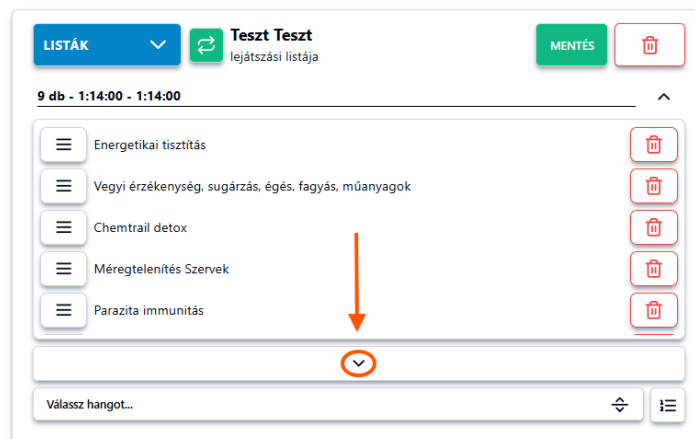 LISTÁK
Teszt Teszt
lejátszási listája
MENTÉS
9 db - 1:14:00 - 1:14:00
Energetikai tisztítás
Vegyi érzékenység, sugárzás, égés, fagyás, műanyagok
Chemtrail detox
Méregtelenítés Szervek
Parazita immunitás
Válassz hangot...